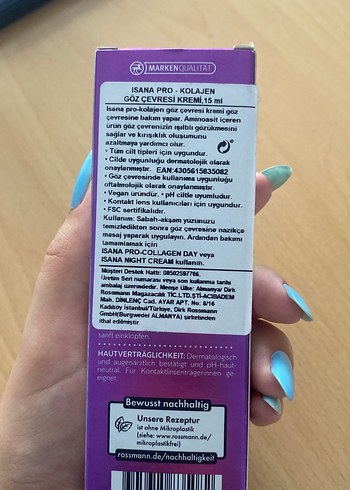 MARKENQUALITÄT
ISANA PRO - KOLAJEN
GÖZ ÇEVRESİ KREMİ,15 ml
Isana pro-kolajen göz çevresi kremi göz
çevresine bakım yapar. Aminoasit içeren
ürün göz çevrenizin ışıltılı gözükmesini
sağlar ve kırışıklık oluşumunu
azaltmaya yardımcı olur.
• Tüm cilt tipleri için uygundur.
• Cilde uygunluğu dermatolojik olarak
onaylanmıştır. EAN:4305615835082
• Göz çevresinde kullanıma uygunluğu
oftalmolojik olarak onaylanmıştır.
• Vegan üründür. • pH ciltle uyumludur.
• Kontakt lens kullanıcıları için uygundur.
• FSC sertifikalıdır.
Kullanım: Sabah-akşam yüzünüzü
temizledikten sonra göz çevresine nazikçe
masaj yaparak uygulayın. Ardından bakımı
tamamlamak için
ISANA PRO-COLLAGEN DAY veya
ISANA NIGHT CREAM kullanın.
Müşteri Destek Hattı: 08502597766.
Üretim Seri numarası veya son kullanma tarihi
ambalaj üzerindedir. Menşe Ülke: Almanya/ Dirk
Rossmann Magazacılık TİC.LTD.ŞTİ-ACIBADEM
Mah. DİNLENÇ Cad. AYAR APT. No: 8/16
Kadıköy İstanbul/Türkiye, Dirk Rossmann
GmbH(Burgwedel ALMANYA) şirketinden
ithal edilmiştir
sanft einklopfen.
HAUTVERTRÄGLICHKEIT: Dermatologisch
und augenärztlich bestätigt und pH-haut-
neutral. Für Kontaktlinsenträgerinnen ge-
eignet.
Bewusst nachhaltig
Unsere Rezeptur
ist ohne Mikroplastik
(siehe: www.rossmann.de/
mikroplastikfrei)
rossmann.de/nachhaltigkeit